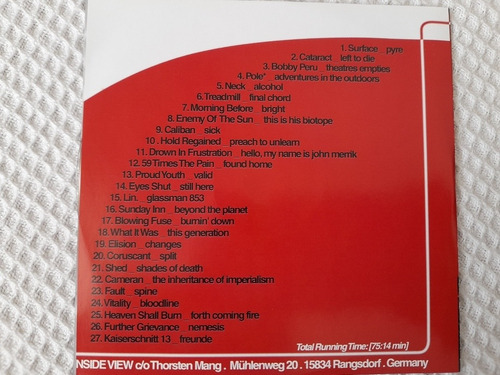 1. Surface _ pyre
2. Cataract _ left to die
3. Bobby Peru _ theatres empties
4. Pole* _ adventures in the outdoors
5. Neck _ alcohol
6. Treadmill _ final chord
7. Morning Before _ bright
8. Enemy Of The Sun _ this is his biotope
9. Caliban _ sick
10 . Hold Regained _ preach to unlearn
11. Drown In Frustration _ hello, my name is john merrik
12. 59 Times The Pain _ found home
13. Proud Youth _ valid
14. Eyes Shut _ still here
15. Lin. _ glassman 853
16. Sunday Inn _ beyond the planet
17. Blowing Fuse _ burnin' down
18. What It Was _ this generation
19. Elision _ changes
20. Coruscant _ split
21. Shed _ shades of death
22. Cameran _ the inheritance of imperialism
23. Fault _ spine
24. Vitality _ bloodline
25. Heaven Shall Burn _ forth coming fire
26. Further Grievance _ nemesis
27. Kaiserschnitt 13 _ freunde
Total Running Time: [75:14 min]
INSIDE VIEW c/o Thorsten Mang . Mühlenweg 20 . 15834 Rangsdorf . Germany